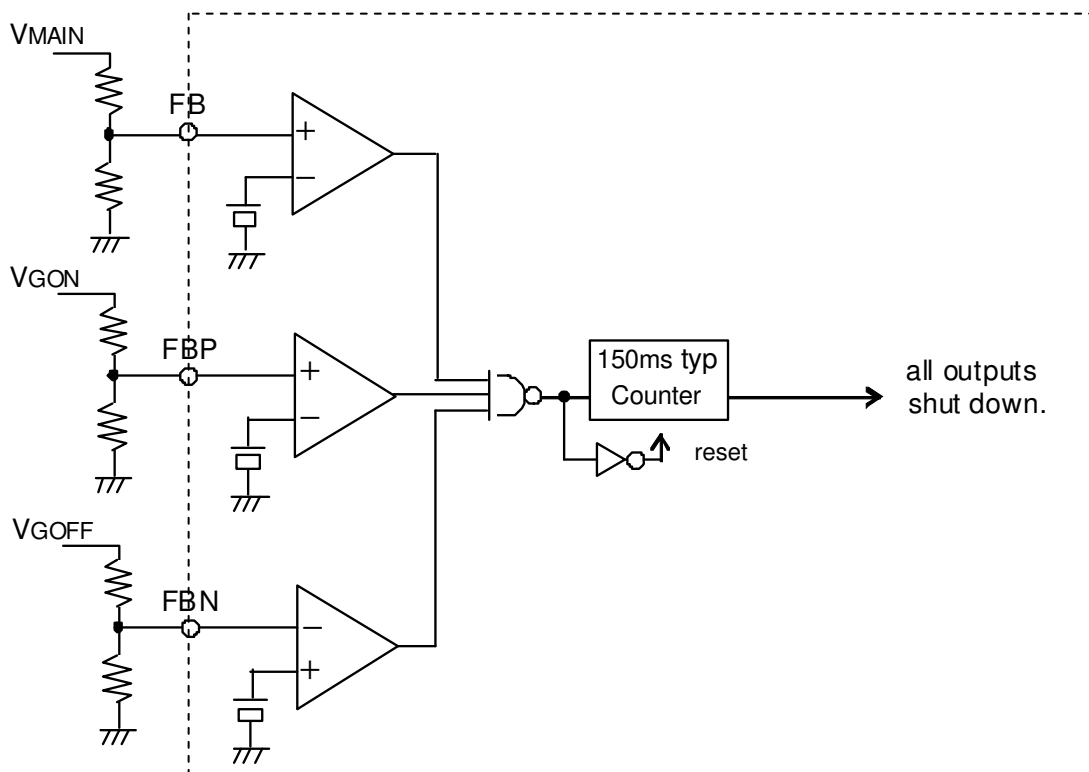 VMAIN
FB
+
−
VGON
FBP
+
−
150ms typ
Counter
all outputs
shut down.
reset
VGOFF
FBN
−
+